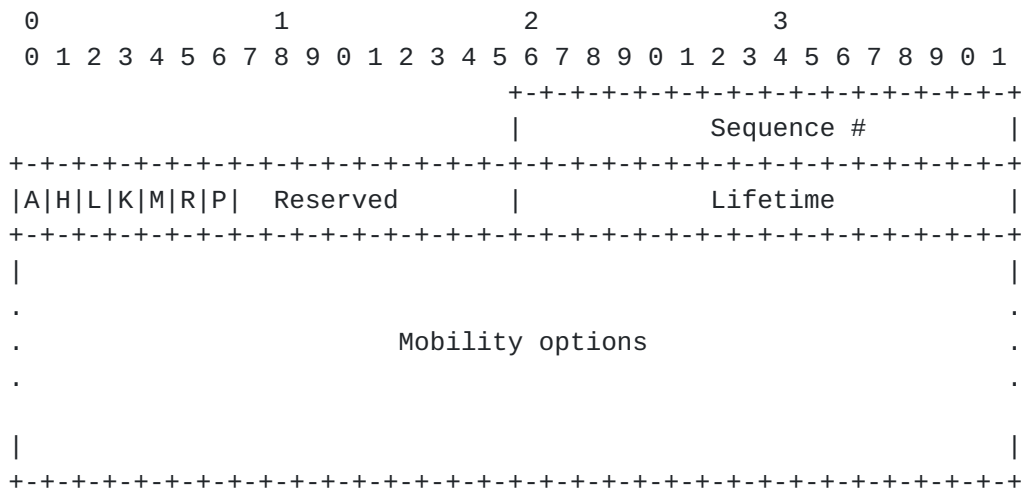 0                   1                   2                   3
 0 1 2 3 4 5 6 7 8 9 0 1 2 3 4 5 6 7 8 9 0 1 2 3 4 5 6 7 8 9 0 1
                                +-+-+-+-+-+-+-+-+-+-+-+-+-+-+-+-+
                                |            Sequence #         |
+-+-+-+-+-+-+-+-+-+-+-+-+-+-+-+-+-+-+-+-+-+-+-+-+-+-+-+-+-+-+-+-+
|A|H|L|K|M|R|P|  Reserved       |            Lifetime           |
+-+-+-+-+-+-+-+-+-+-+-+-+-+-+-+-+-+-+-+-+-+-+-+-+-+-+-+-+-+-+-+-+
|                                                               |
.                                                               .
.                        Mobility options                       .
.                                                               .
|                                                               |
+-+-+-+-+-+-+-+-+-+-+-+-+-+-+-+-+-+-+-+-+-+-+-+-+-+-+-+-+-+-+-+-+